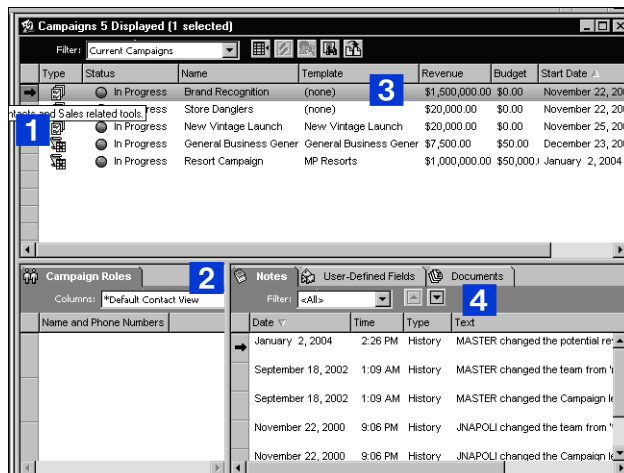 Campaigns 5 Displayed (1 selected)
Filter: Current Campaigns
Type Status Name Template Revenue Budget Start Date
In Progress Brand Recognition (none) $1,500,000.00 $0.00 November 22, 200
In Progress Store Danglers (none) $20,000.00 $0.00 November 22, 20
ntacts and Sales related tools.
In Progress New Vintage Launch New Vintage Launch $20,000.00 $0.00 November 25, 20
In Progress General Business Gener General Business Gener $7,500.00 $50.00 December 23, 20
In Progress Resort Campaign MP Resorts $1,000,000.00 $50,000.( January 2, 2004
1
2
3
4
Campaign Roles
Columns: *Default Contact View
Name and Phone Numbers
Notes User-Defined Fields Documents
Filter: <All>
Date Time Type Text
January 2, 2004 2:26 PM History MASTER changed the potential re
September 18, 2002 1:09 AM History MASTER changed the team from '
September 18, 2002 1:09 AM History MASTER changed the Campaign le
November 22, 2000 9:06 PM History JNAPOLI changed the team from '
November 22, 2000 9:06 PM History JNAPOLI changed the Campaign le